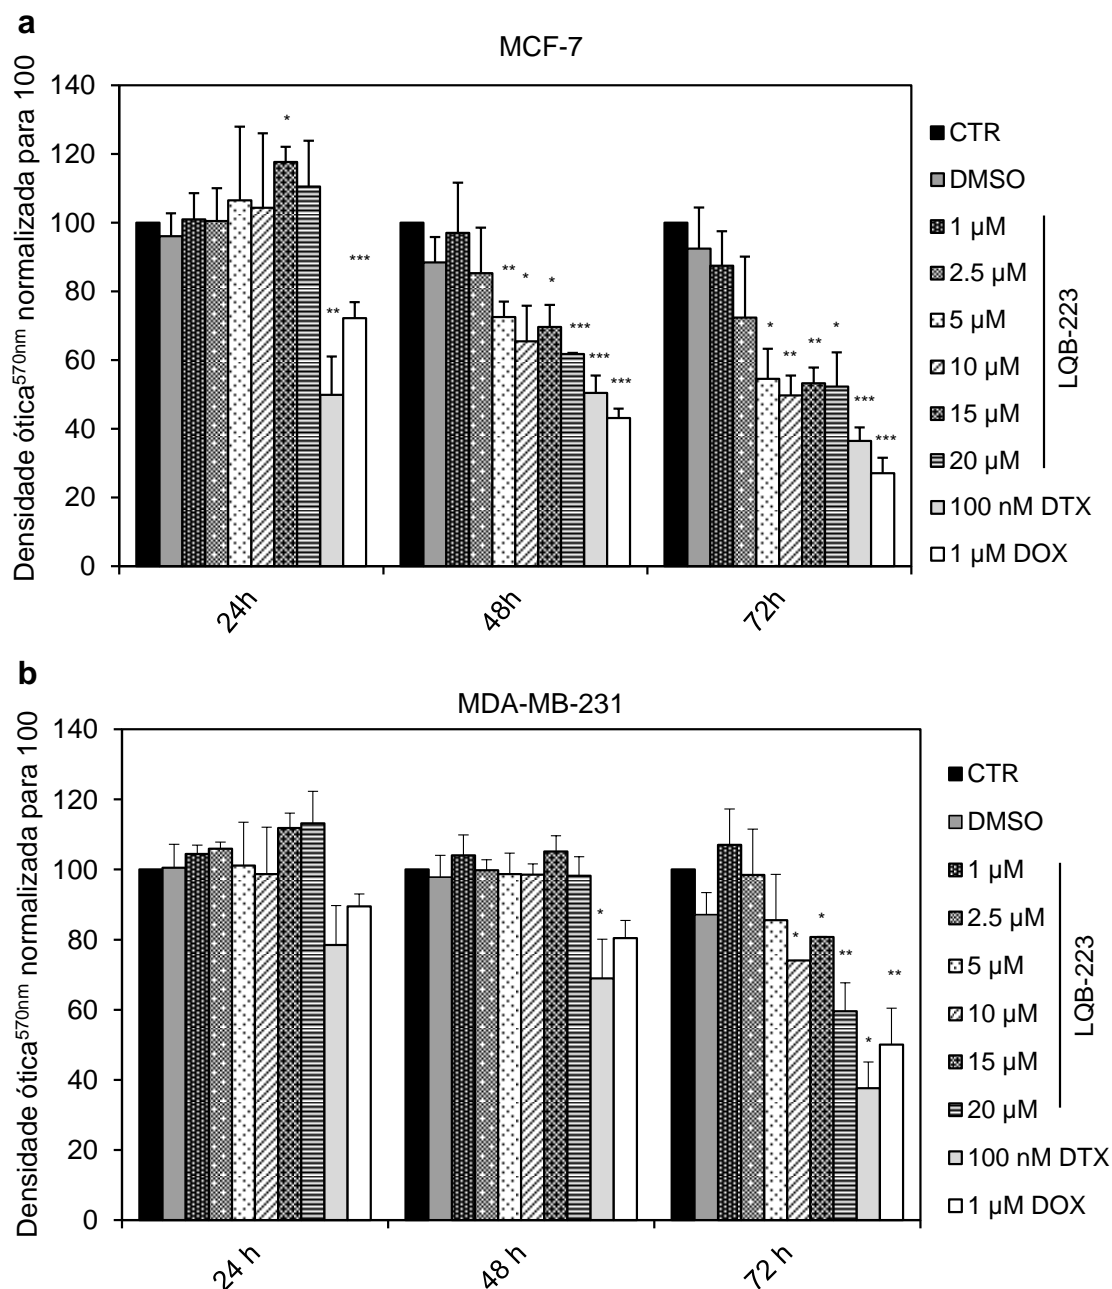 a
MCF-7
Densidade ótica570nm normalizada para 100
140
120
100
80
60
40
20
0
*
**
***
**
*
*
***
***
***
*
**
**
*
***
***
24h
48h
72h
CTR
DMSO
1 µM
2.5 µM
5 µM
10 µM
15 µM
20 µM
100 nM DTX
1 µM DOX
LQB-223
b
MDA-MB-231
Densidade ótica570nm normalizada para 100
140
120
100
80
60
40
20
0
*
*
*
**
*
**
24 h
48 h
72 h
CTR
DMSO
1 µM
2.5 µM
5 µM
10 µM
15 µM
20 µM
100 nM DTX
1 µM DOX
LQB-223